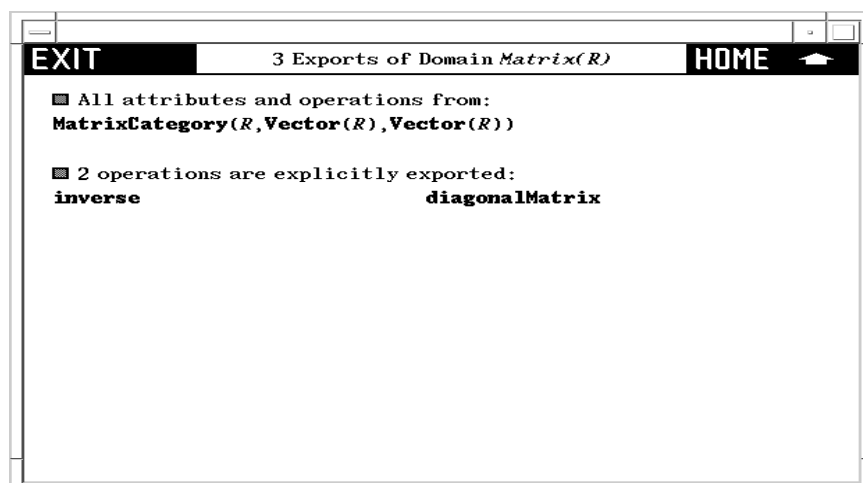 EXIT 3 Exports of Domain Matrix(R) HOME
All attributes and operations from:
MatrixCategory(R,Vector(R),Vector(R))
2 operations are explicitly exported:
inverse diagonalMatrix